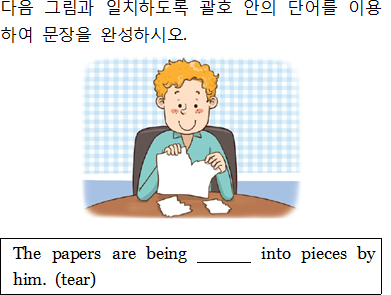 다음 그림과 일치하도록 괄호 안의 단어를 이용
하여 문장을 완성하시오.
The papers are being ______ into pieces by
him. (tear)